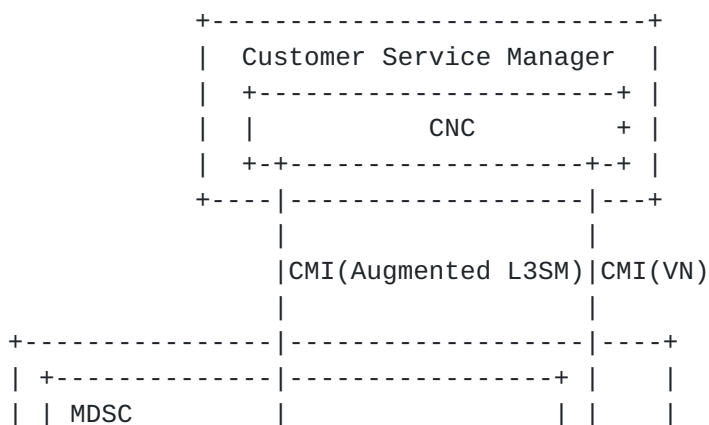 Customer Service Manager
CNC
CMI(Augmented L3SM) CMI(VN)
MDSC